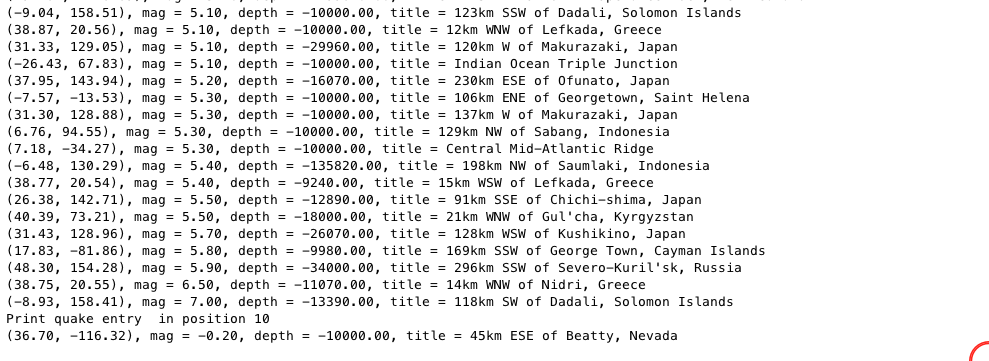 (-9.04, 158.51), mag = 5.10, depth = -10000.00, title = 123km SSW of Dadali, Solomon Islands
(38.87, 20.56), mag = 5.10, depth = -10000.00, title = 12km WNW of Lefkada, Greece
(31.33, 129.05), mag = 5.10, depth = -29960.00, title = 120km W of Makurazaki, Japan
(-26.43, 67.83), mag = 5.10, depth = -10000.00, title = Indian Ocean Triple Junction
(37.95, 143.94), mag = 5.20, depth = -16070.00, title = 230km ESE of Ofunato, Japan
(-7.57, -13.53), mag = 5.30, depth = -10000.00, title = 106km ENE of Georgetown, Saint Helena
(31.30, 128.88), mag = 5.30, depth = -10000.00, title = 137km W of Makurazaki, Japan
(6.76, 94.55), mag = 5.30, depth = -10000.00, title = 129km NW of Sabang, Indonesia
(7.18, -34.27), mag = 5.30, depth = -10000.00, title = Central Mid-Atlantic Ridge
(-6.48, 130.29), mag = 5.40, depth = -135820.00, title = 198km NW of Saumlaki, Indonesia
(38.77, 20.54), mag = 5.40, depth = -9240.00, title = 15km WSW of Lefkada, Greece
(26.38, 142.71), mag = 5.50, depth = -12890.00, title = 91km SSE of Chichi-shima, Japan
(40.39, 73.21), mag = 5.50, depth = -18000.00, title = 21km WNW of Gul'cha, Kyrgyzstan
(31.43, 128.96), mag = 5.70, depth = -26070.00, title = 128km WSW of Kushikino, Japan
(17.83, -81.86), mag = 5.80, depth = -9980.00, title = 169km SSW of George Town, Cayman Islands
(48.30, 154.28), mag = 5.90, depth = -34000.00, title = 296km SSW of Severo-Kuril'sk, Russia
(38.75, 20.55), mag = 6.50, depth = -11070.00, title = 14km WNW of Nidri, Greece
(-8.93, 158.41), mag = 7.00, depth = -13390.00, title = 118km SW of Dadali, Solomon Islands
Print quake entry  in position 10
(36.70, -116.32), mag = -0.20, depth = -10000.00, title = 45km ESE of Beatty, Nevada